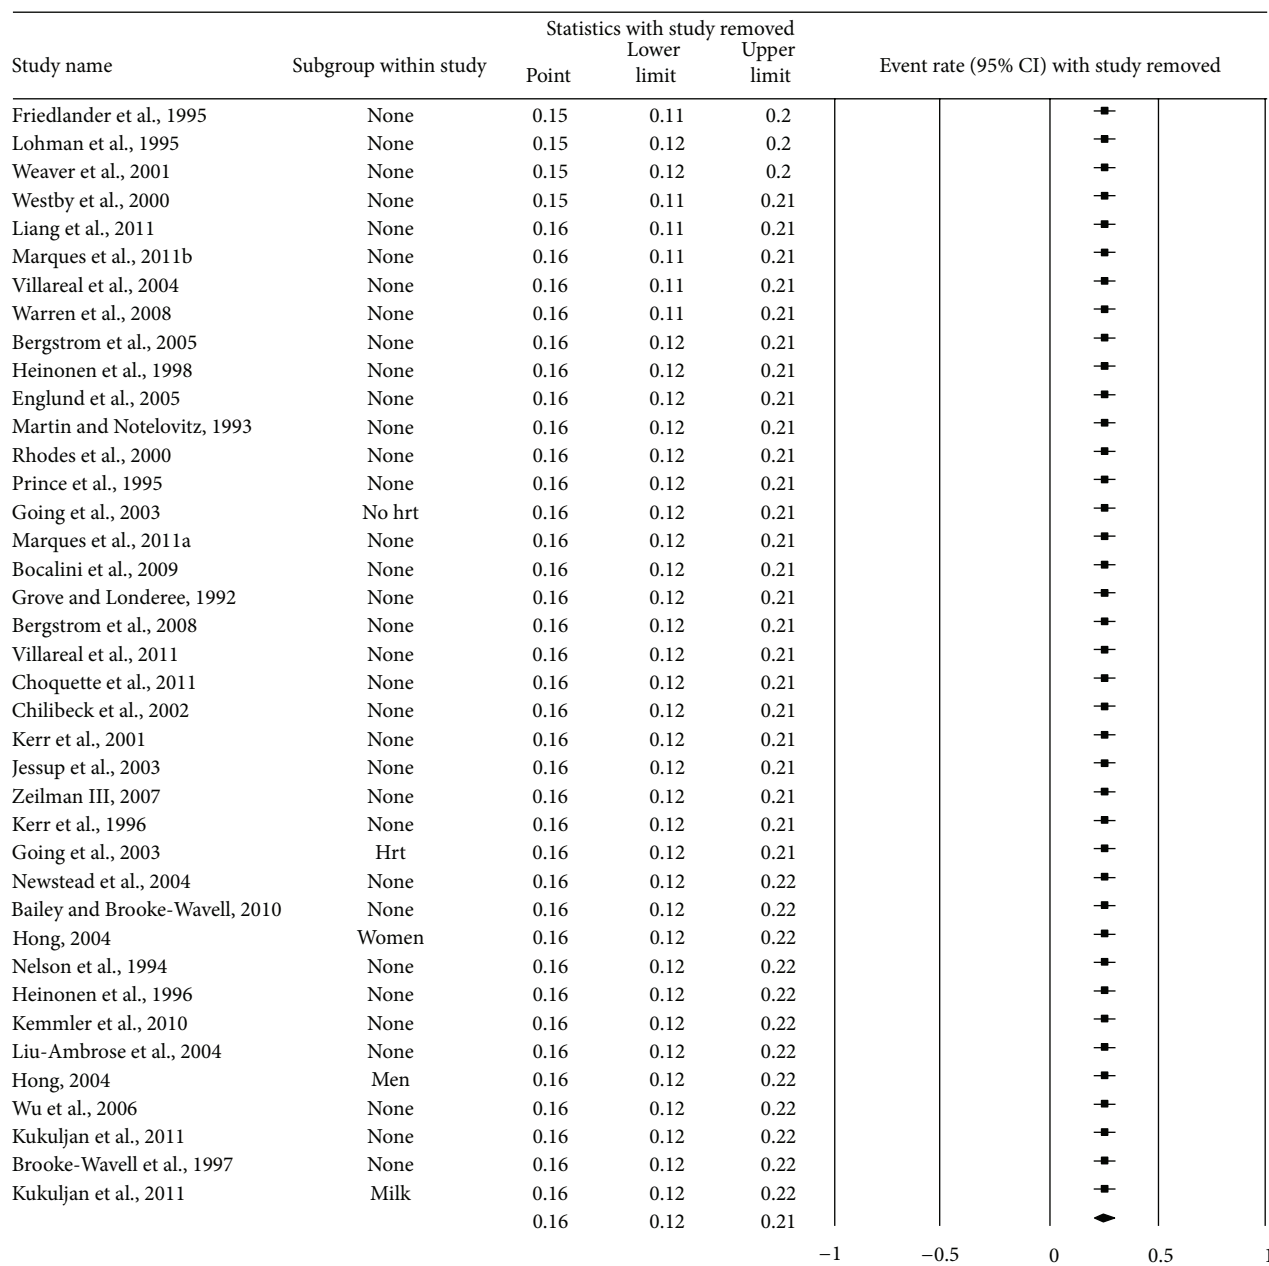 Statistics with study removed
Study name Subgroup within study Point Lower limit Upper limit Event rate (95% CI) with study removed
Friedlander et al., 1995 None 0.15 0.11 0.2
Lohman et al., 1995 None 0.15 0.12 0.2
Weaver et al., 2001 None 0.15 0.12 0.2
Westby et al., 2000 None 0.15 0.11 0.21
Liang et al., 2011 None 0.16 0.11 0.21
Marques et al., 2011b None 0.16 0.11 0.21
Villareal et al., 2004 None 0.16 0.11 0.21
Warren et al., 2008 None 0.16 0.11 0.21
Bergstrom et al., 2005 None 0.16 0.12 0.21
Heinonen et al., 1998 None 0.16 0.12 0.21
Englund et al., 2005 None 0.16 0.12 0.21
Martin and Notelovitz, 1993 None 0.16 0.12 0.21
Rhodes et al., 2000 None 0.16 0.12 0.21
Prince et al., 1995 None 0.16 0.12 0.21
Going et al., 2003 No hrt 0.16 0.12 0.21
Marques et al., 2011a None 0.16 0.12 0.21
Bocalini et al., 2009 None 0.16 0.12 0.21
Grove and Londeree, 1992 None 0.16 0.12 0.21
Bergstrom et al., 2008 None 0.16 0.12 0.21
Villareal et al., 2011 None 0.16 0.12 0.21
Choquette et al., 2011 None 0.16 0.12 0.21
Chilibeck et al., 2002 None 0.16 0.12 0.21
Kerr et al., 2001 None 0.16 0.12 0.21
Jessup et al., 2003 None 0.16 0.12 0.21
Zeilman III, 2007 None 0.16 0.12 0.21
Kerr et al., 1996 None 0.16 0.12 0.21
Going et al., 2003 Hrt 0.16 0.12 0.21
Newstead et al., 2004 None 0.16 0.12 0.22
Bailey and Brooke-Wavell, 2010 None 0.16 0.12 0.22
Hong, 2004 Women 0.16 0.12 0.22
Nelson et al., 1994 None 0.16 0.12 0.22
Heinonen et al., 1996 None 0.16 0.12 0.22
Kemmler et al., 2010 None 0.16 0.12 0.22
Liu-Ambrose et al., 2004 None 0.16 0.12 0.22
Hong, 2004 Men 0.16 0.12 0.22
Wu et al., 2006 None 0.16 0.12 0.22
Kukuljan et al., 2011 None 0.16 0.12 0.22
Brooke-Wavell et al., 1997 None 0.16 0.12 0.22
Kukuljan et al., 2011 Milk 0.16 0.12 0.22
0.16 0.12 0.21
−1 −0.5 0 0.5 1